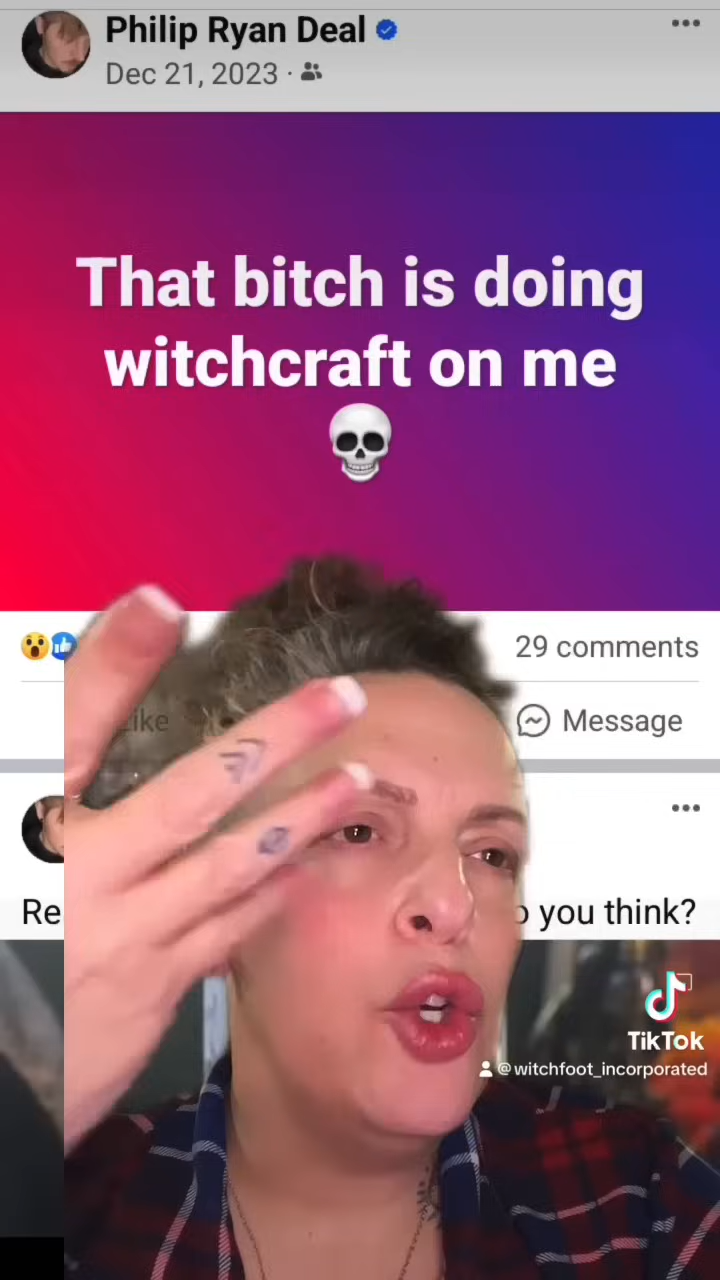 Philip Ryan Deal
Dec 21, 2023 ·
That bitch is doing
witchcraft on me
29 comments
Message
you think?
TikTok
@witchfoot_incorporated